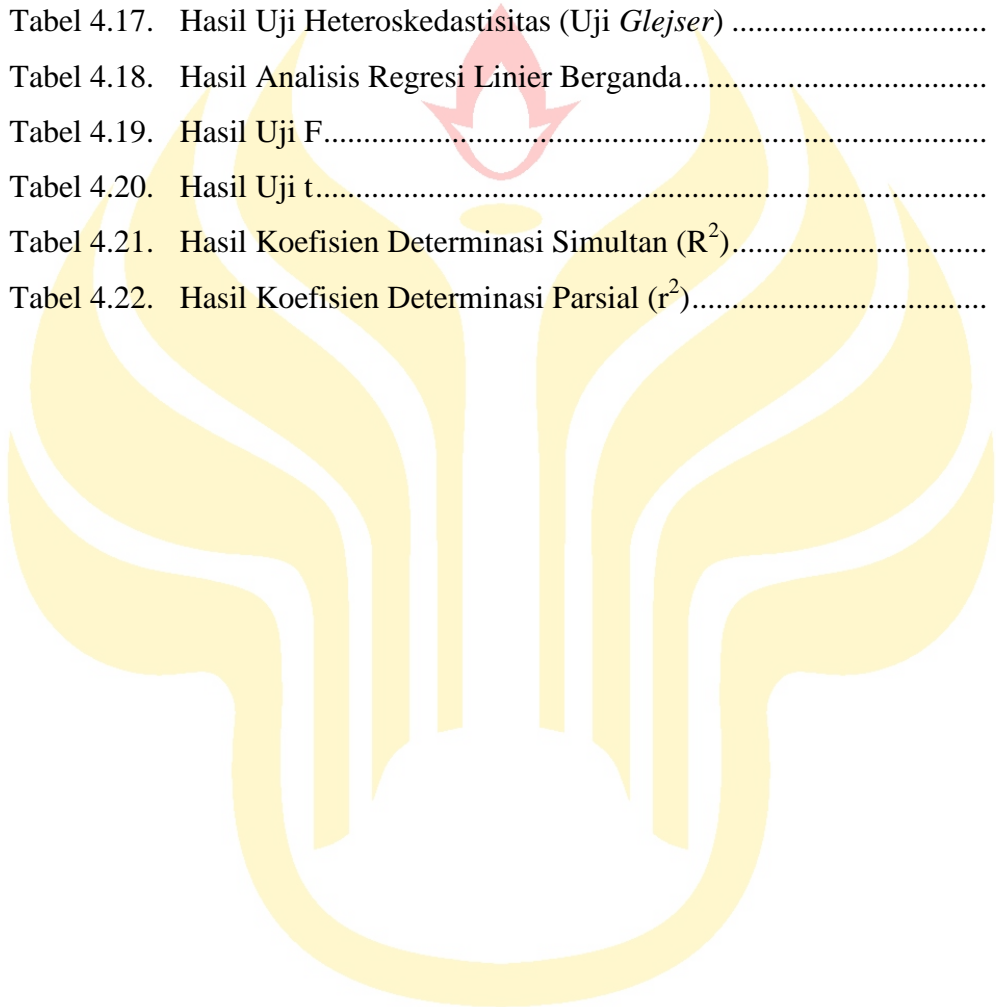 Tabel 4.17. Hasil Uji Heteroskedastisitas (Uji Glejser) ..............................
Tabel 4.18. Hasil Analisis Regresi Linier Berganda...................................
Tabel 4.19. Hasil Uji F..............................................................................
Tabel 4.20. Hasil Uji t...............................................................................
Tabel 4.21. Hasil Koefisien Determinasi Simultan (R²)..............................
Tabel 4.22. Hasil Koefisien Determinasi Parsial (r²)...................................